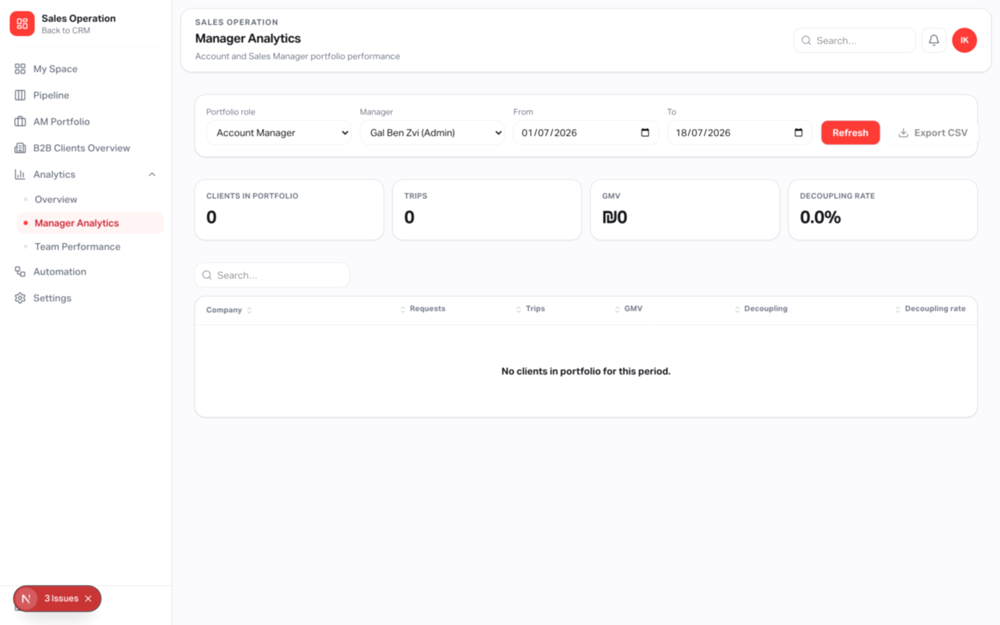 Sales Operation
Back to CRM
My Space
Pipeline
AM Portfolio
B2B Clients Overview
Analytics
Overview
Manager Analytics
Team Performance
Automation
Settings
N 3 Issues
SALES OPERATION
Manager Analytics
Account and Sales Manager portfolio performance
Search...
IK
Portfolio role Manager From To
Account Manager Gal Ben Zvi (Admin) 01/07/2026 18/07/2026 Refresh Export CSV
CLIENTS IN PORTFOLIO TRIPS GMV DECOUPLING RATE
0 0 ₪0 0.0%
Search...
Company Requests Trips GMV Decoupling Decoupling rate
No clients in portfolio for this period.